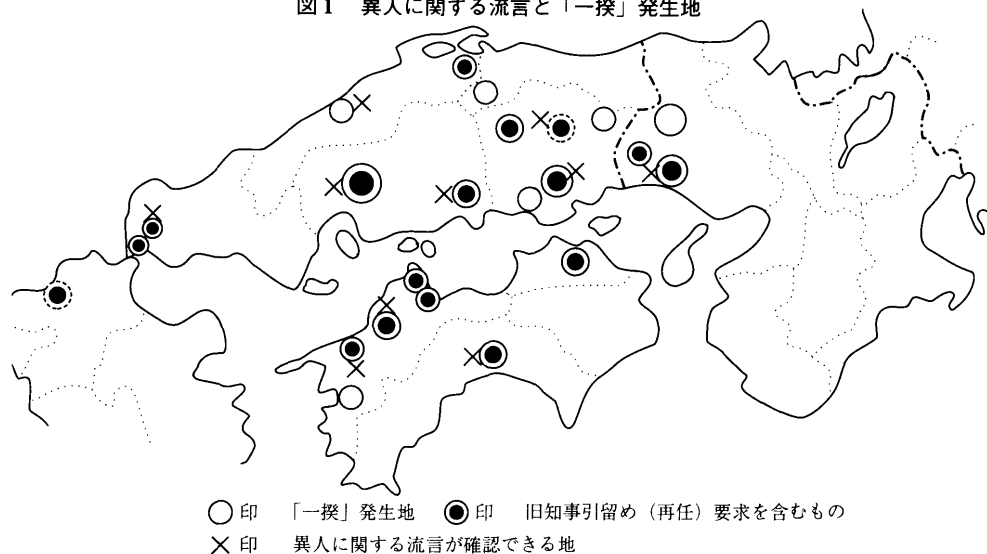 図1 異人に関する流言と「一揆」発生地
○印 「一揆」発生地 ◉印 旧知事引留め（再任）要求を含むもの
×印 異人に関する流言が確認できる地